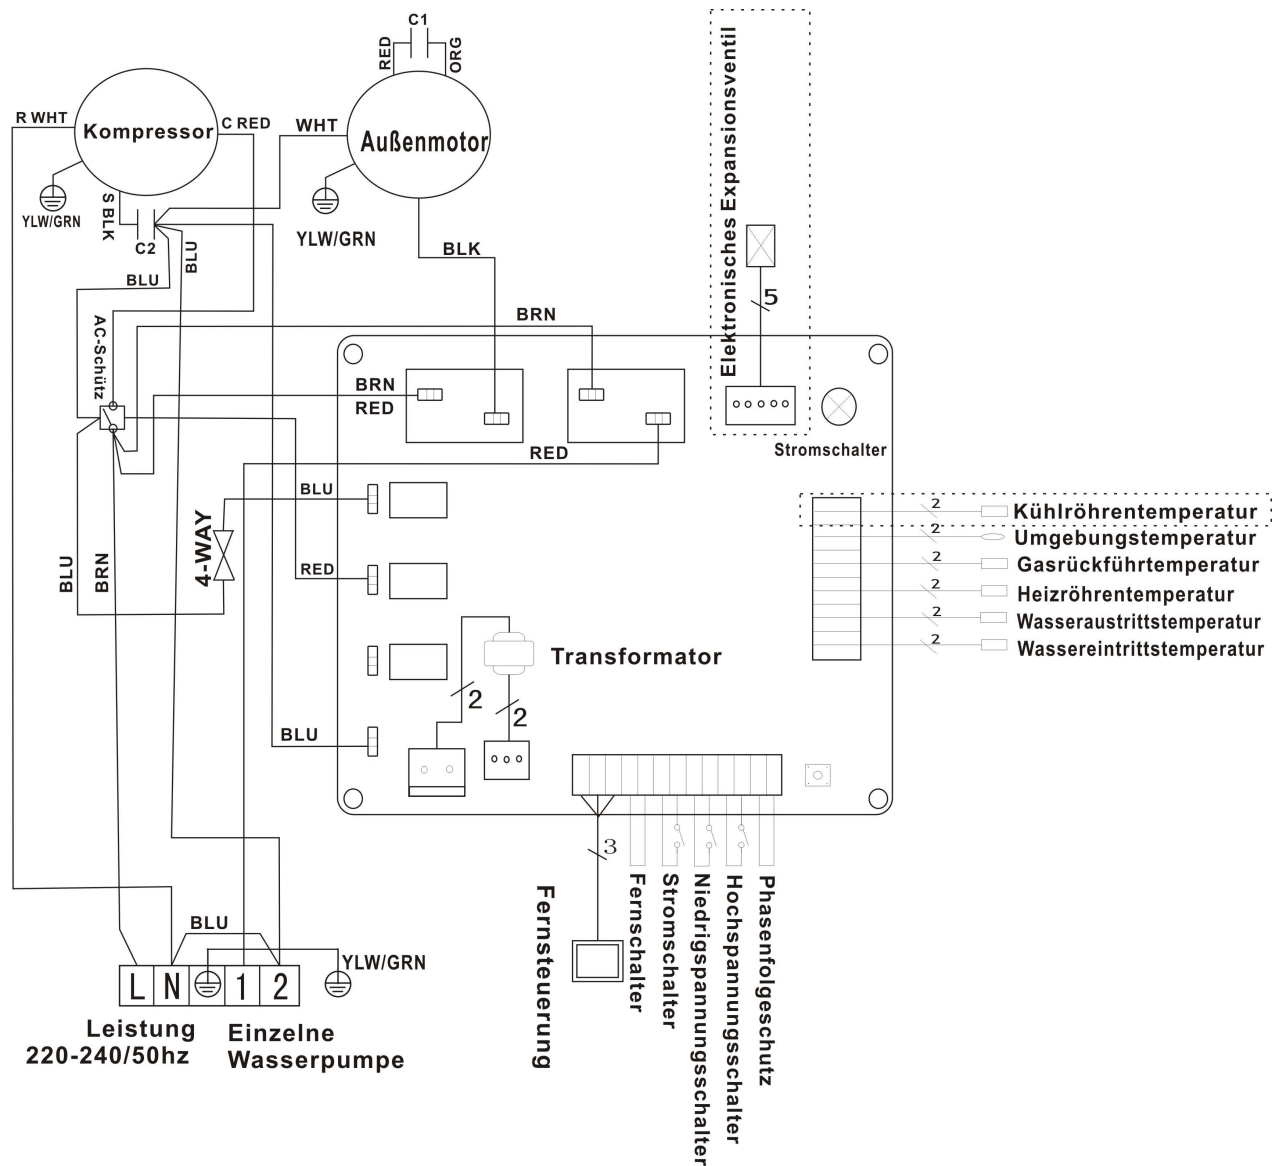 C1
RED
ORG
R WHT
Kompressor
C RED
WHT
Außenmotor
YLW/GRN
S BLK
C2
BLU
BLU
YLW/GRN
BLK
Elektronisches Expansionsventil
5
BRN
AC-Schütz
BRN
RED
RED
Stromschalter
BLU
4-WAY
RED
BLU
BRN
2
Kühlröhrentemperatur
2
Umgebungstemperatur
2
Gasrückführtemperatur
2
Heizröhrentemperatur
2
Wasseraustrittstemperatur
2
Wassereintrittstemperatur
Transformator
2
2
BLU
3
Fernsteuerung
Fernschalter
Stromschalter
Niedrigspannungsschalter
Hochspannungsschalter
Phasenfolgeschutz
BLU
YLW/GRN
L N 1 2
Leistung
220-240/50hz
Einzelne
Wasserpumpe